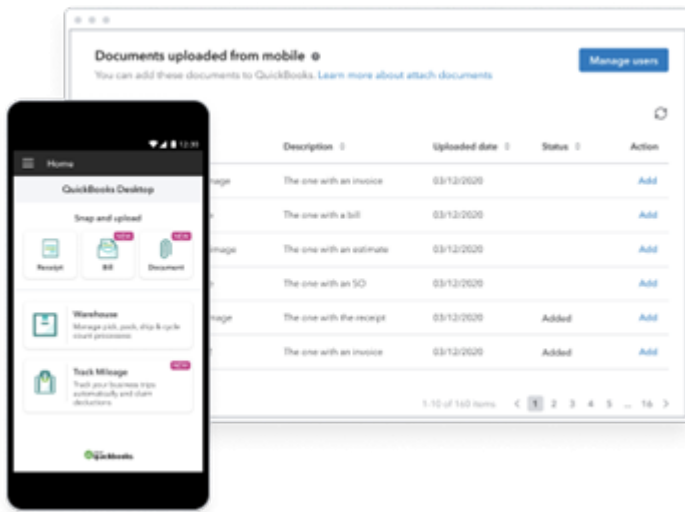 Documents uploaded from mobile
You can add these documents to QuickBooks. Learn more about attach documents
Manage users
Description Uploaded date Status Action
mage The one with an invoice 03/12/2020 Add
The one with a bill 03/12/2020 Add
image The one with an estimate 03/12/2020 Add
The one with an SO 03/12/2020 Add
mage The one with the receipt 03/12/2020 Added Add
The one with an invoice 03/12/2020 Added Add
1-10 of 160 items < 1 2 3 4 5 ... 16 >
12:30
Home
QuickBooks Desktop
Snap and upload
NEW NEW
Receipt Bill Document
Warehouse
Manage pick, pack, ship & cycle
count processes
NEW
Track Mileage
Track your business trips
automatically and claim
deductions
quickbooks